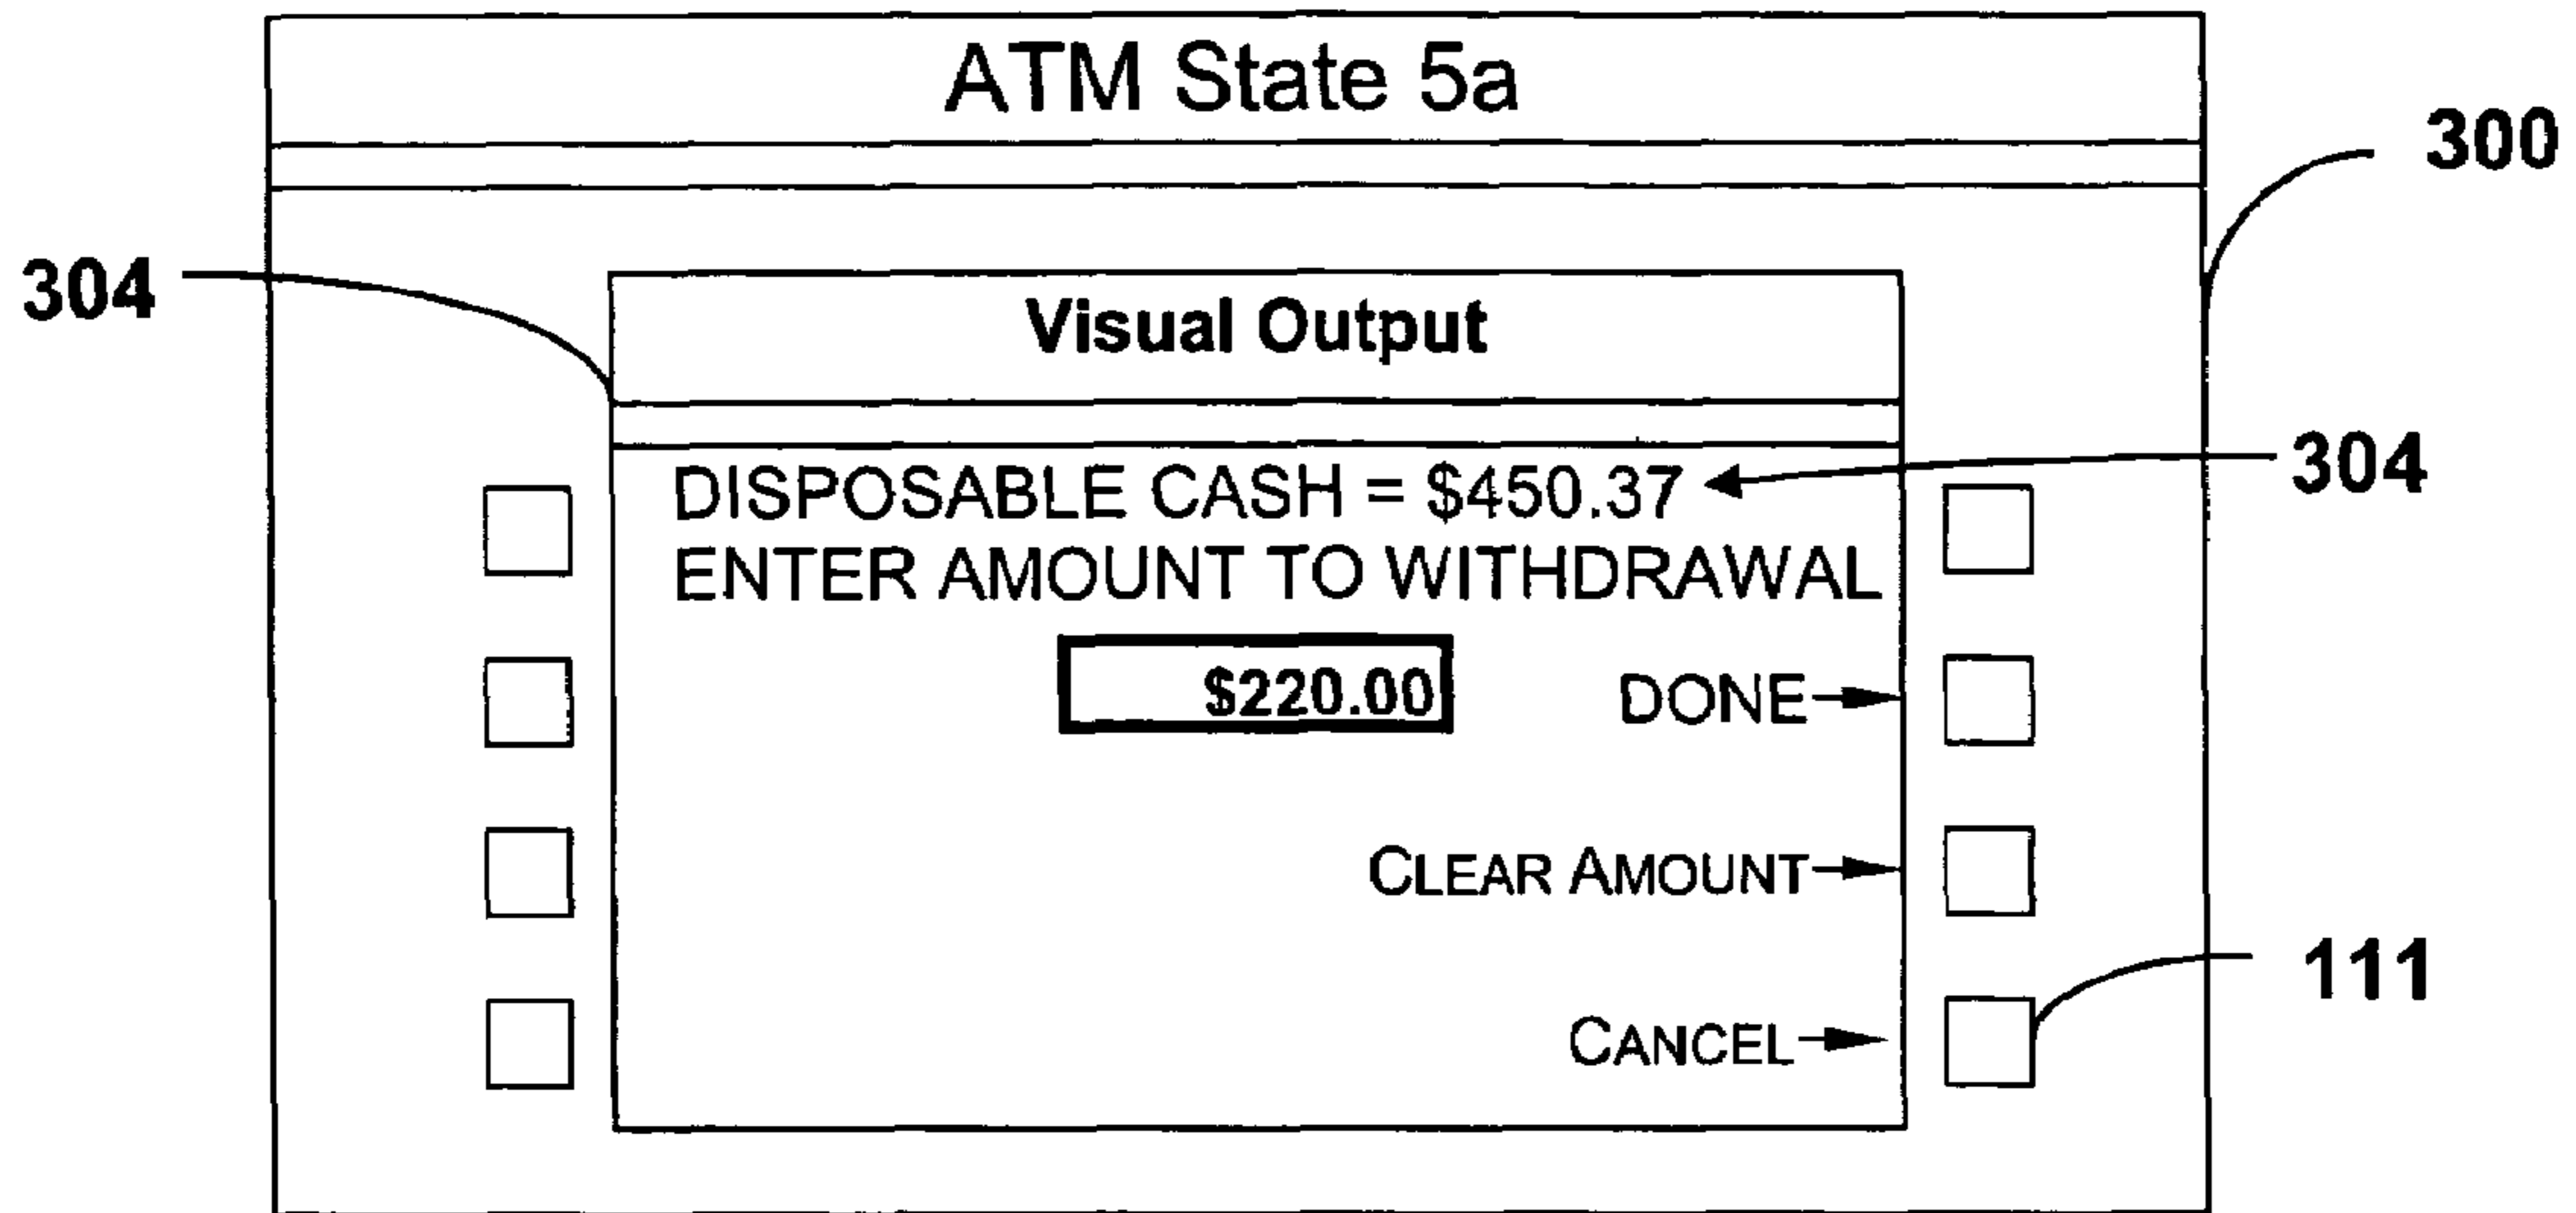 ATM State 5a
300
304
Visual Output
DISPOSABLE CASH = $450.37
304
ENTER AMOUNT TO WITHDRAWAL
$220.00
DONE
CLEAR AMOUNT
111
CANCEL